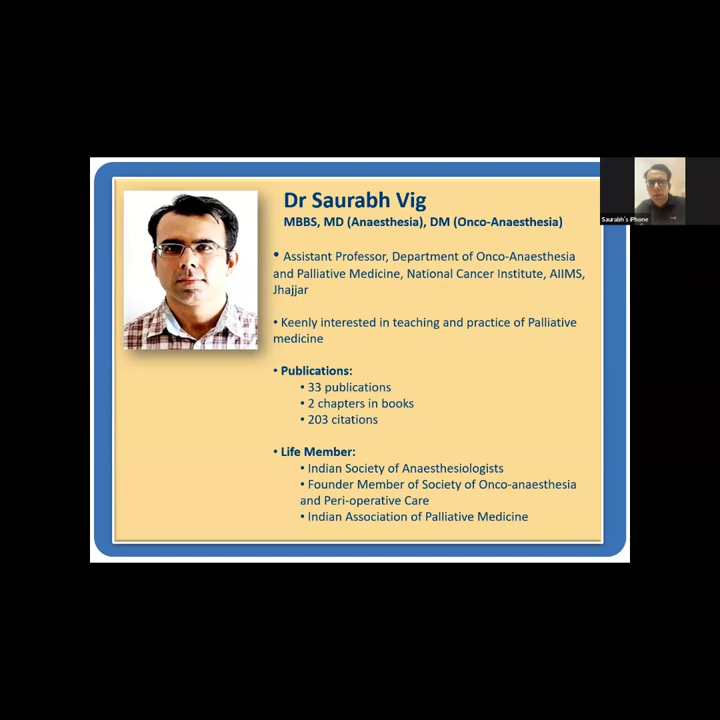 Dr Saurabh Vig
MBBS, MD (Anaesthesia), DM (Onco-Anaesthesia)
• Assistant Professor, Department of Onco-Anaesthesia
and Palliative Medicine, National Cancer Institute, AIIMS,
Jhajjar
• Keenly interested in teaching and practice of Palliative
medicine
• Publications:
• 33 publications
• 2 chapters in books
• 203 citations
• Life Member:
• Indian Society of Anaesthesiologists
• Founder Member of Society of Onco-anaesthesia
and Peri-operative Care
• Indian Association of Palliative Medicine
Saurabh's iPhone